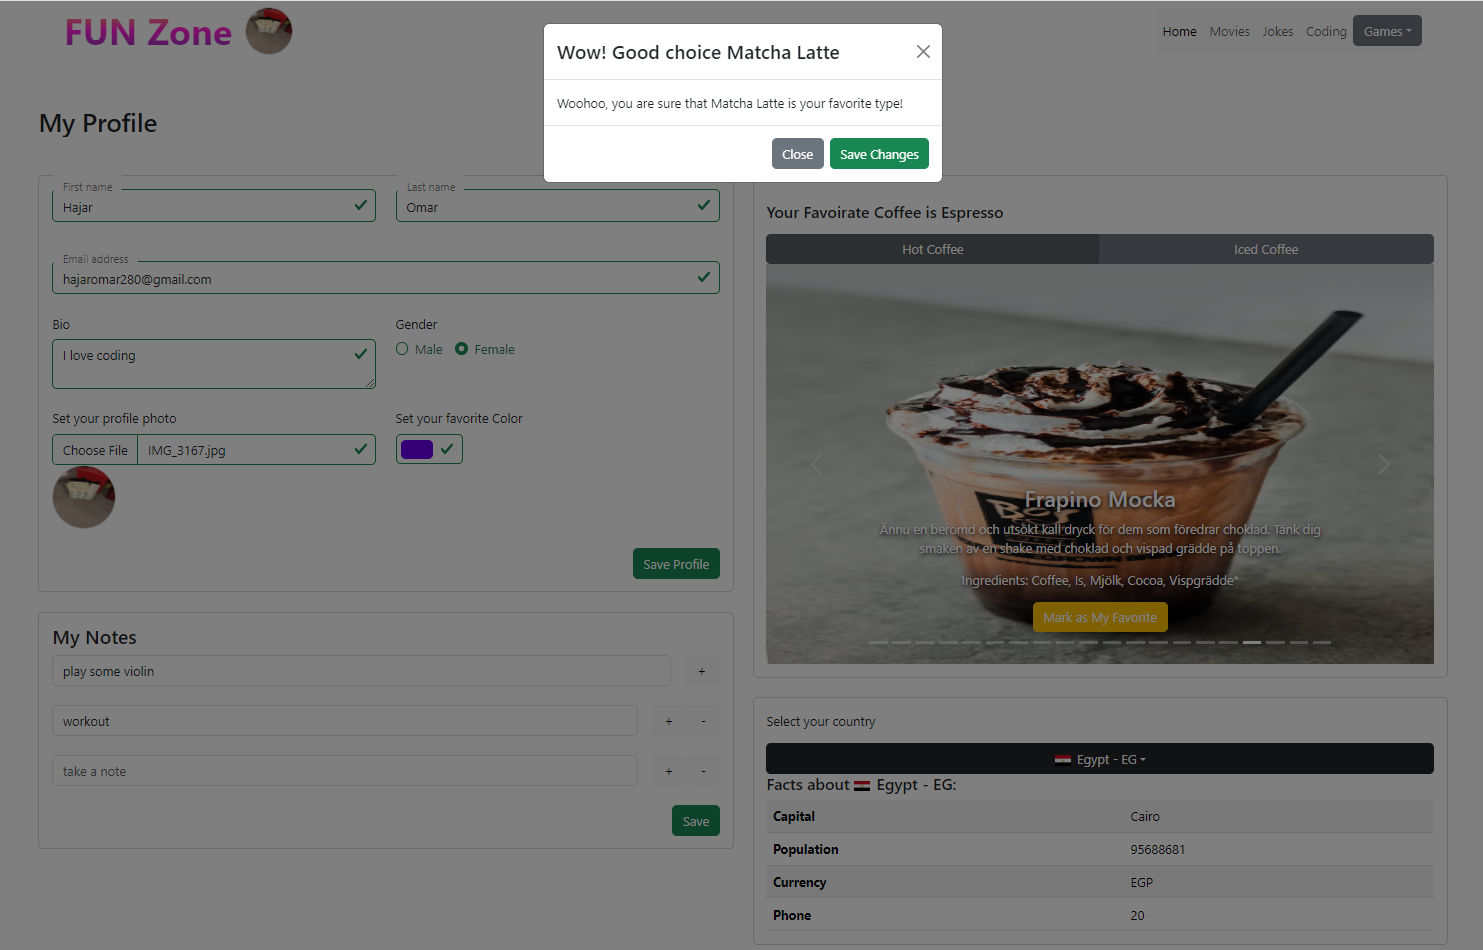 FUN Zone
Home Movies Jokes Coding Games
Wow! Good choice Matcha Latte
Woohoo, you are sure that Matcha Latte is your favorite type!
Close Save Changes
My Profile
First name
Hajar
Last name
Omar
Email address
hajaromar280@gmail.com
Bio
I love coding
Gender
Male Female
Set your profile photo
Choose File IMG_3167.jpg
Set your favorite Color
Save Profile
My Notes
play some violin +
workout + -
take a note + -
Save
Your Favoirate Coffee is Espresso
Hot Coffee Iced Coffee
Frapino Mocka
Ännu en berömd och utsökt kall dryck för dem som föredrar choklad. Tänk dig
smaken av en shake med choklad och vispad grädde på toppen.
Ingredients: Coffee, Is, Mjölk, Cocoa, Vispgrädde*
Mark as My Favorite
Select your country
Egypt - EG
Facts about Egypt - EG:
Capital Cairo
Population 95688681
Currency EGP
Phone 20